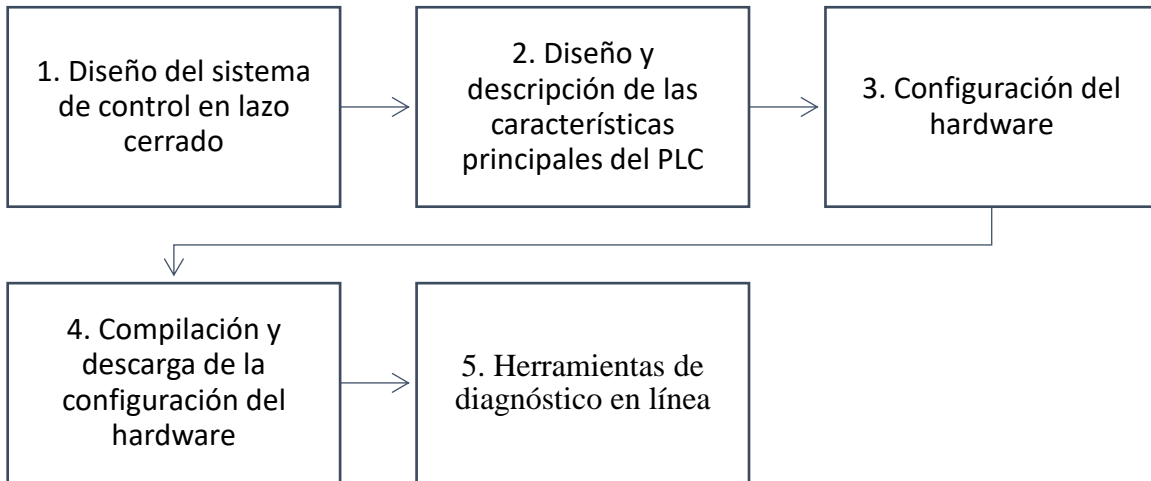 1. Diseño del sistema
de control en lazo
cerrado
2. Diseño y
descripción de las
características
principales del PLC
3. Configuración del
hardware
4. Compilación y
descarga de la
configuración del
hardware
5. Herramientas de
diagnóstico en línea